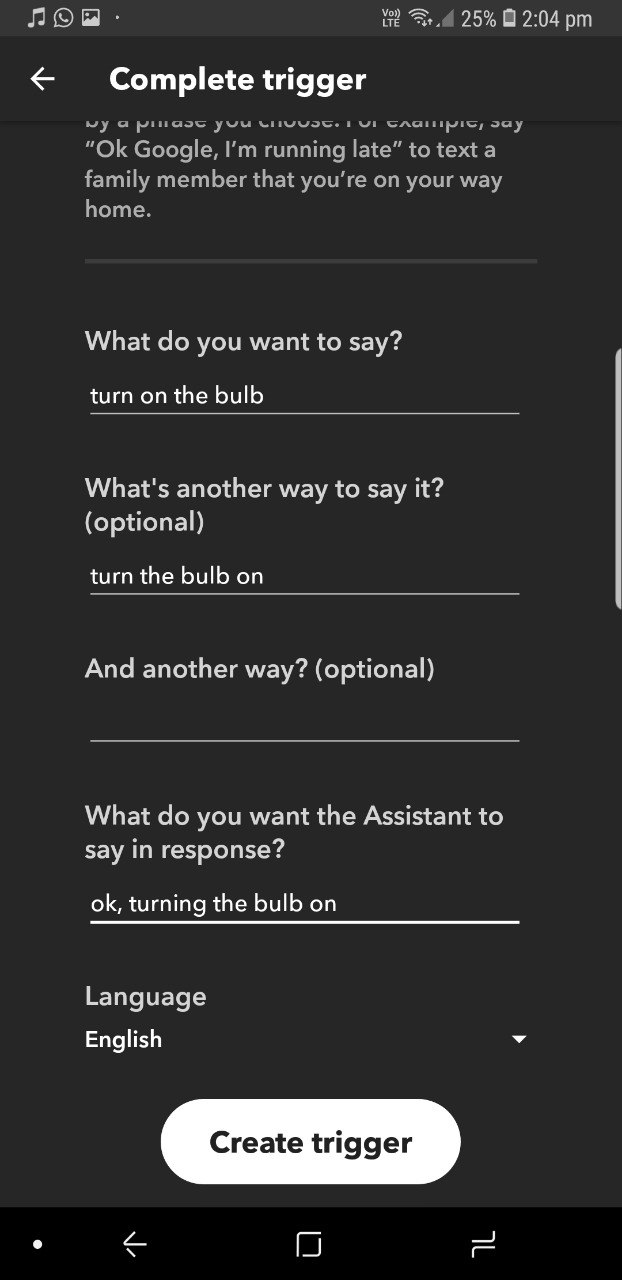 Vo)) LTE 25% 2:04 pm
Complete trigger
by a phrase you choose. For example, say
“Ok Google, I’m running late” to text a
family member that you’re on your way
home.
What do you want to say?
turn on the bulb
What's another way to say it?
(optional)
turn the bulb on
And another way? (optional)
What do you want the Assistant to
say in response?
ok, turning the bulb on
Language
English
Create trigger